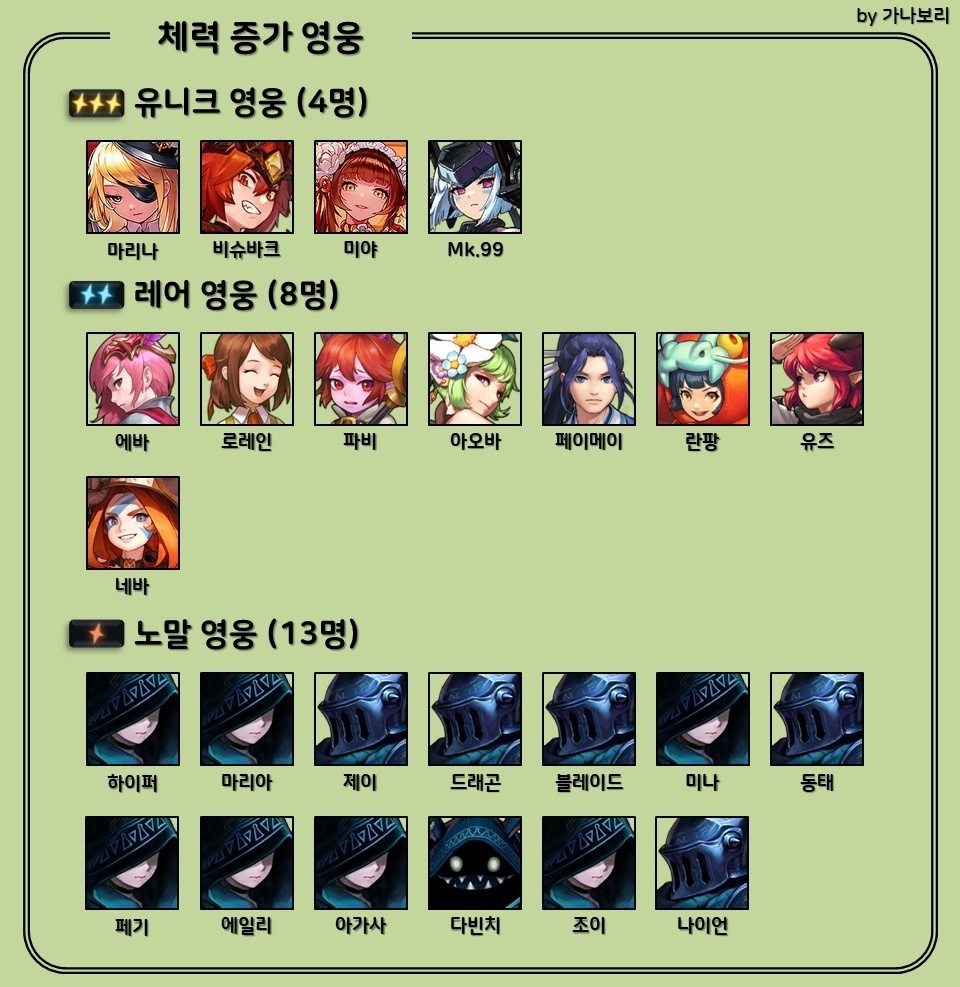 by 가나보리
체력 증가 영웅
유니크 영웅 (4명)
마리나 비슈바크 미야 Mk.99
레어 영웅 (8명)
에바 로레인 파비 아오바 페이메이 란팡 유즈
네바
노말 영웅 (13명)
하이퍼 마리아 제이 드래곤 블레이드 미나 동태
페기 에일리 아가사 다빈치 조이 나이언